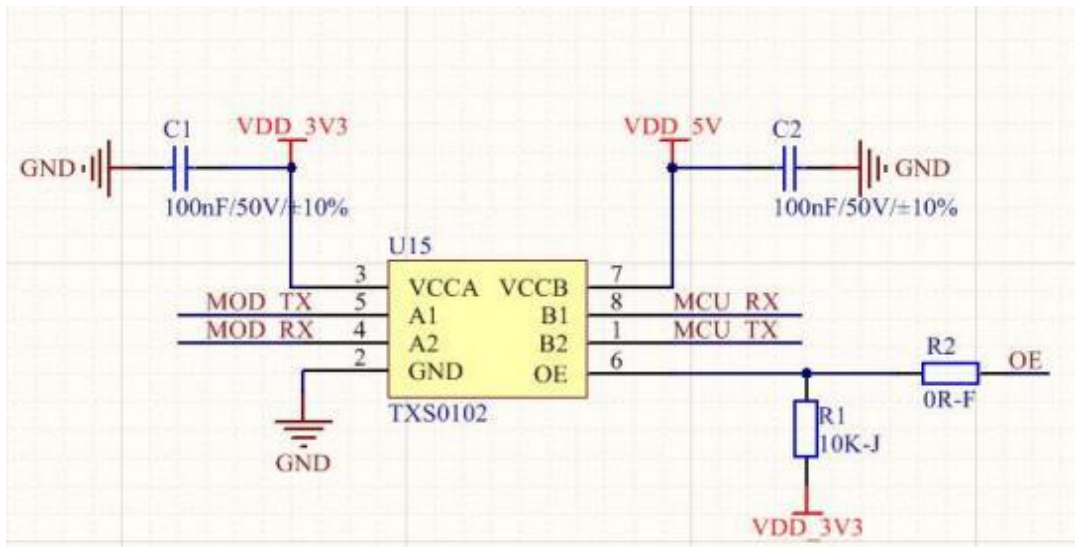 C1
VDD_3V3
VDD_5V
C2
GND
GND
100nF/50V/±10%
100nF/50V/±10%
U15
3
VCCA
VCCB
7
MOD_TX
5
A1
B1
8
MCU_RX
MOD_RX
4
A2
B2
1
MCU_TX
2
GND
OE
6
R2
OE
0R-F
TXS0102
R1
10K-J
GND
VDD_3V3